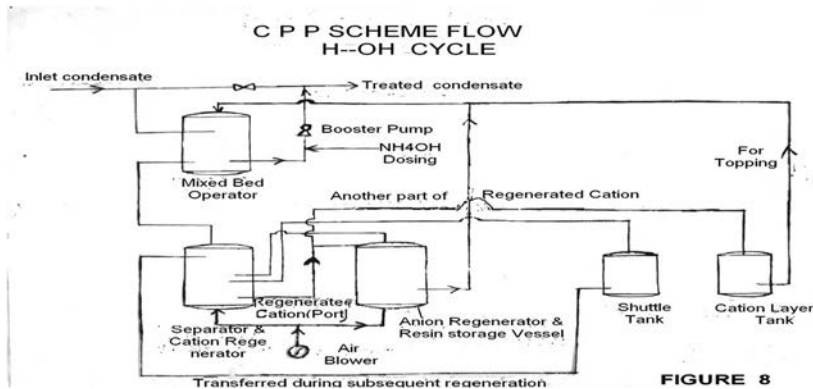 C P P SCHEME FLOW
H--OH CYCLE
Inlet condensate
Treated condensate
Booster Pump
NH4OH
Dosing
For
Topping
Mixed Bed
Operator
Another part of
Regenerated Cation
Regenerated
Cation(Port)
Separator &
Cation Rege
nerator
Air
Blower
Anion Regenerator &
Resin storage Vessel
Shuttle
Tank
Cation Layer
Tank
Transferred during subsequent regeneration
FIGURE 8